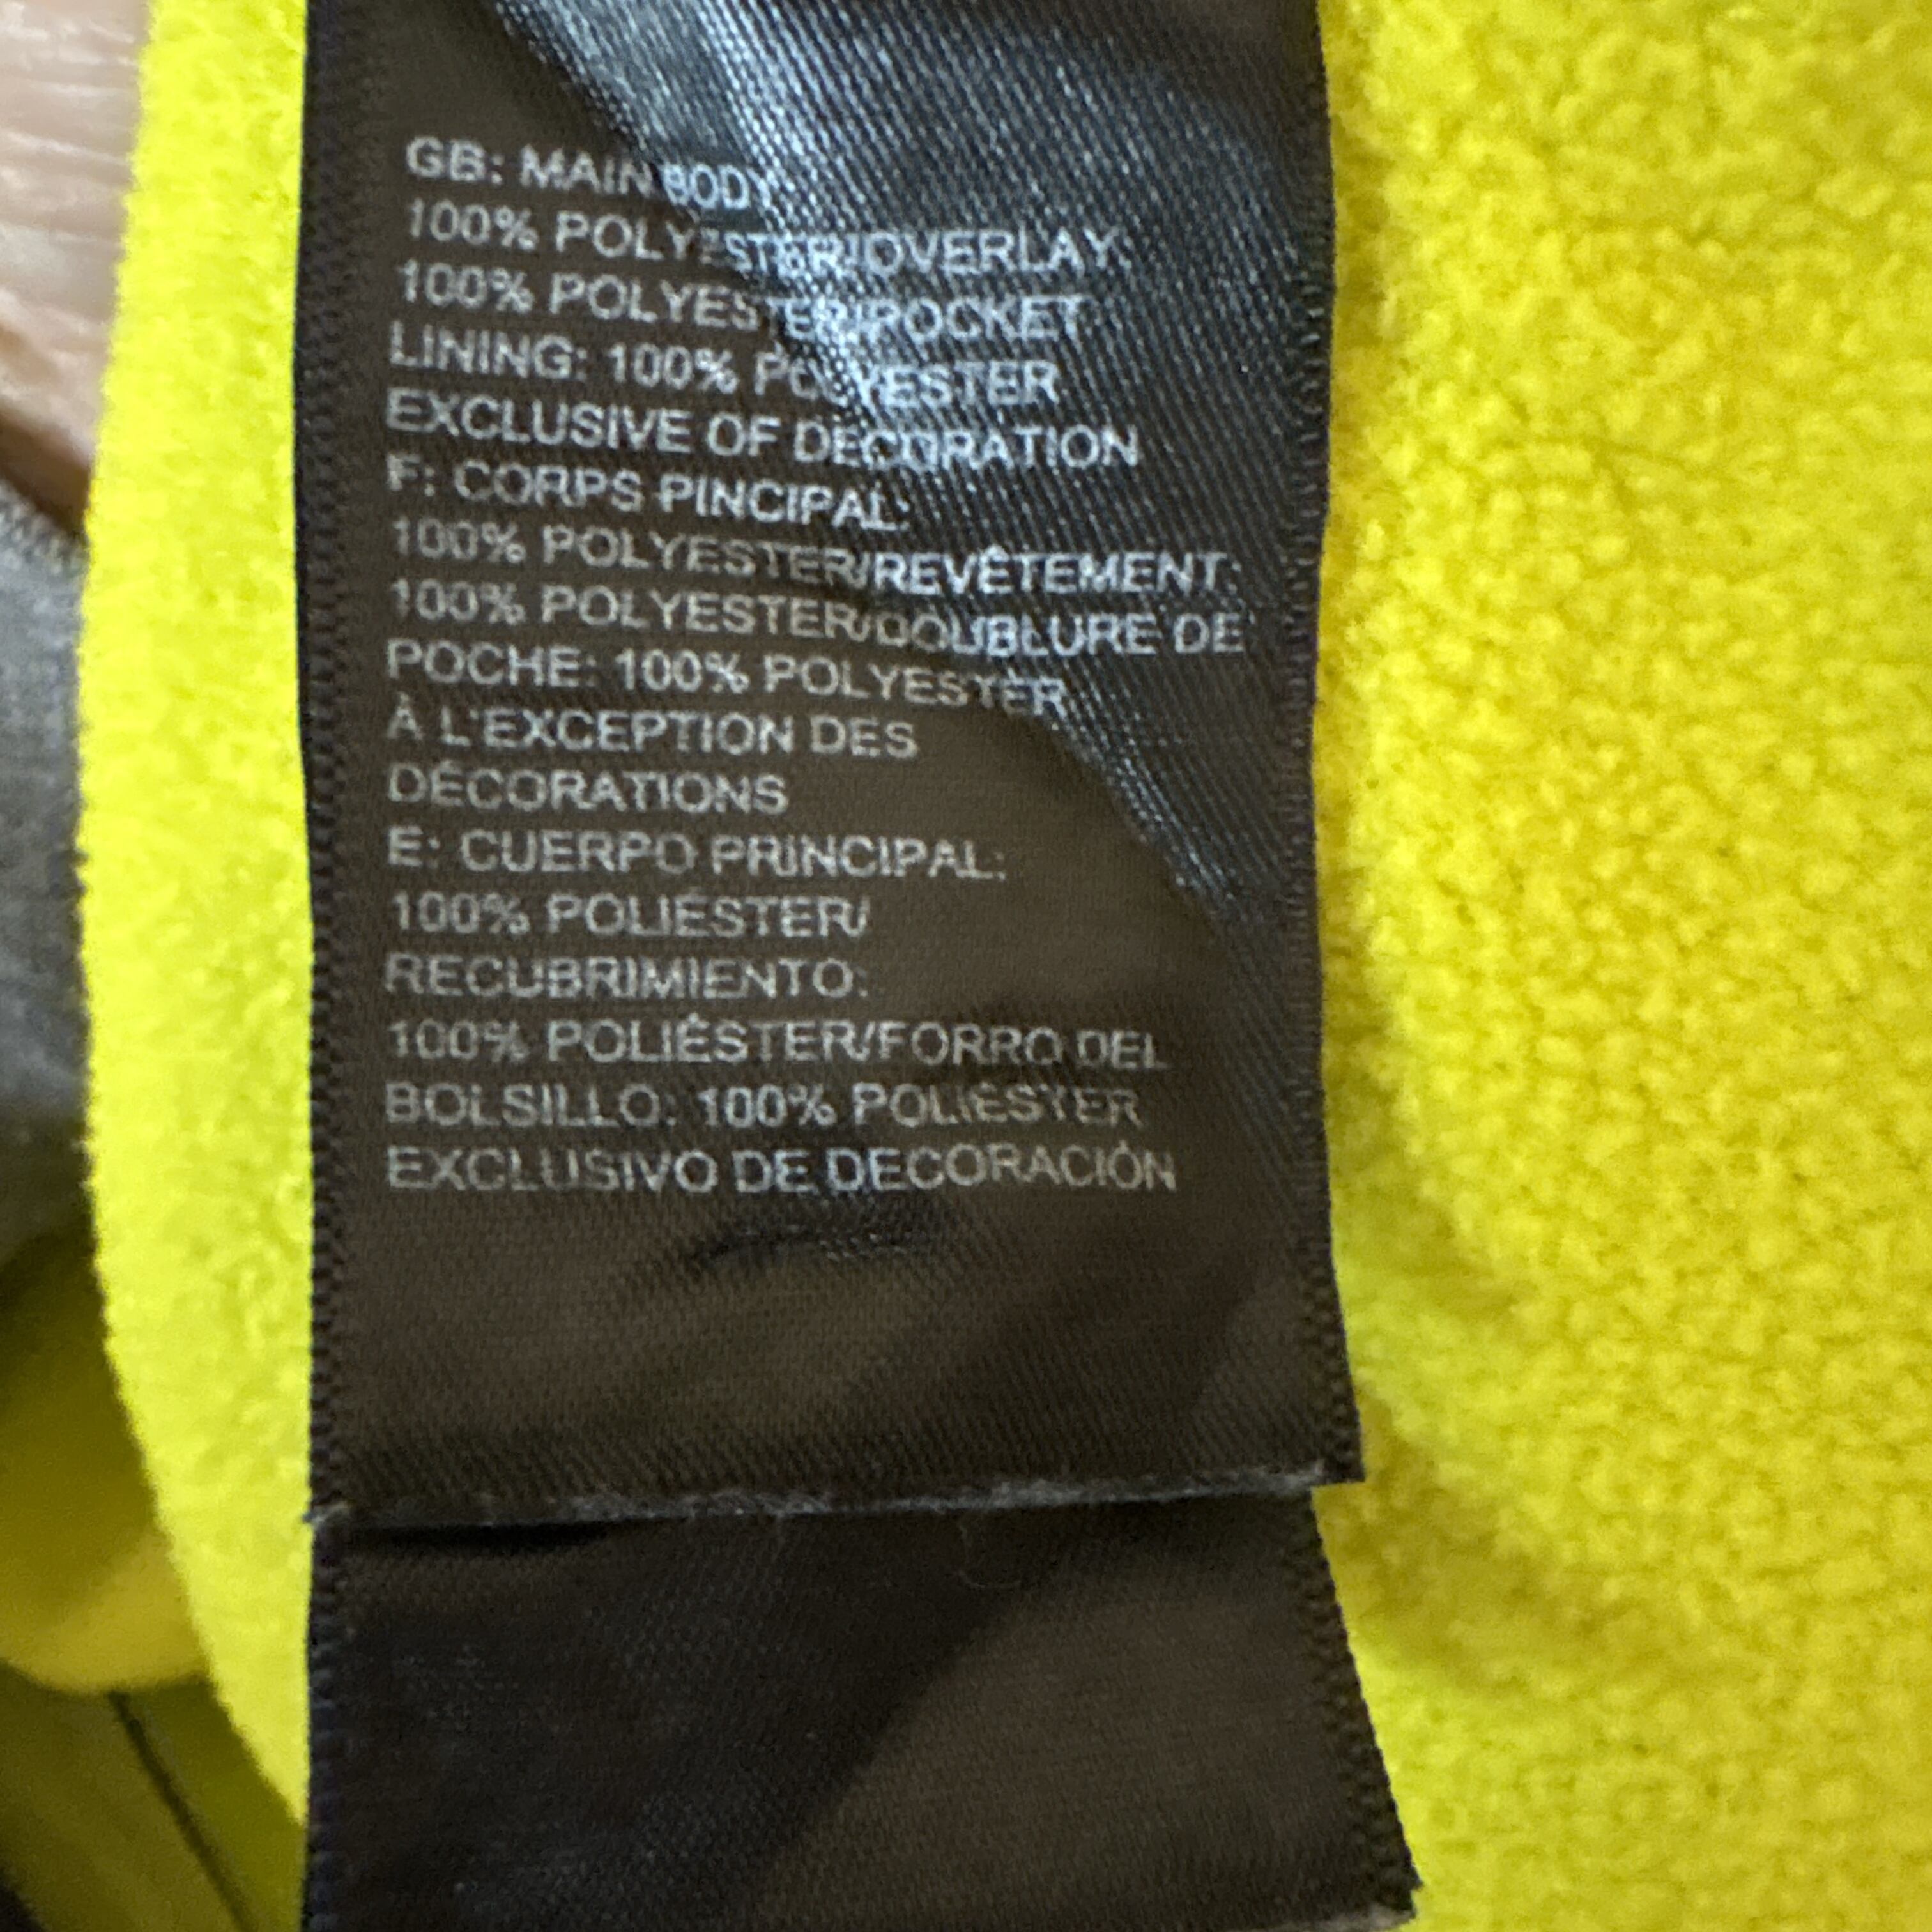 GB: MAIN BODY:
100% POLYESTER/OVERLAY:
100% POLYESTER/POCKET
LINING: 100% POLYESTER
EXCLUSIVE OF DECORATION
F: CORPS PINCIPAL:
100% POLYESTER/REVÊTEMENT:
100% POLYESTER/DOUBLURE DE
POCHE: 100% POLYESTER
À L'EXCEPTION DES
DÉCORATIONS
E: CUERPO PRINCIPAL:
100% POLIÉSTER/
RECUBRIMIENTO:
100% POLIÉSTER/FORRO DEL
BOLSILLO: 100% POLIÉSTER
EXCLUSIVO DE DECORACIÓN